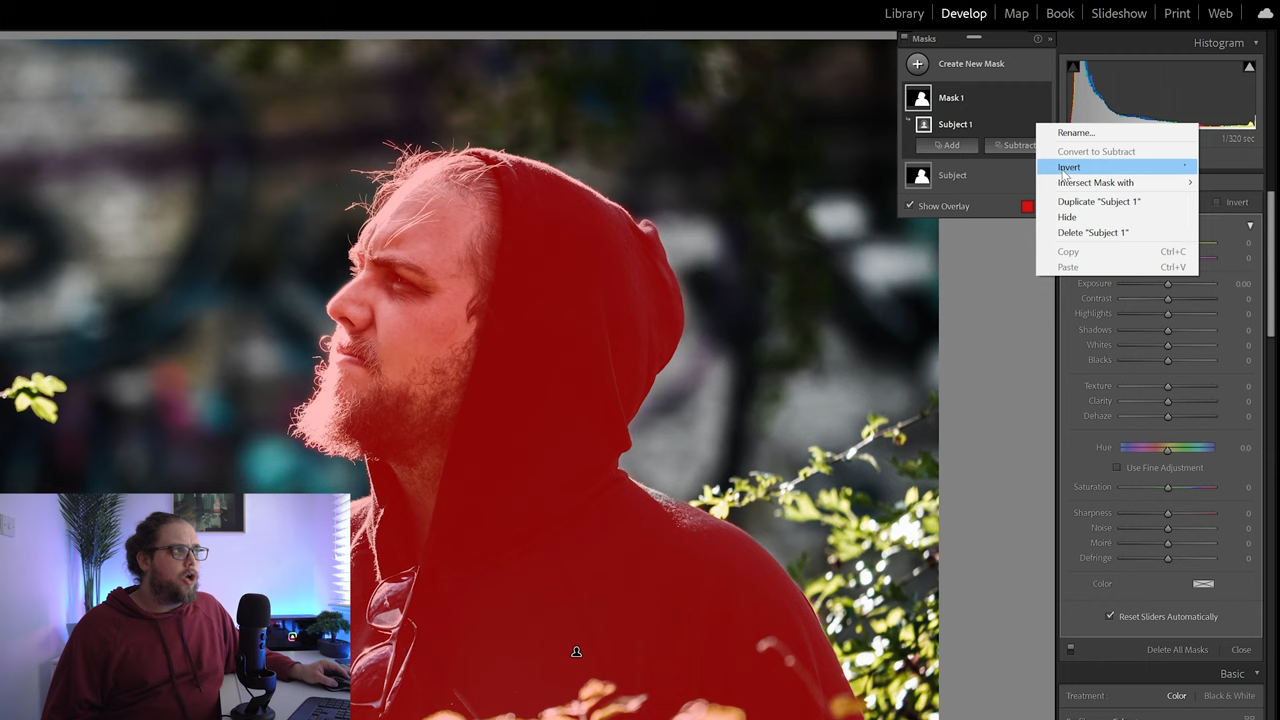 Library Develop Map Book Slideshow Print Web
Masks
Histogram
Create New Mask
Mask 1
Subject 1
Add Subtract
Subject
Show Overlay
1/320 sec
Rename...
Convert to Subtract
Invert '
Intersect Mask with
Duplicate "Subject 1"
Hide
Delete "Subject 1"
Copy Ctrl+C
Paste Ctrl+V
Invert
0
0
Exposure 0.00
Contrast 0
Highlights 0
Shadows 0
Whites 0
Blacks 0
Texture 0
Clarity 0
Dehaze 0
Hue 0.0
Use Fine Adjustment
Saturation 0
Sharpness 0
Noise 0
Moiré 0
Defringe 0
Color
Reset Sliders Automatically
Delete All Masks Close
Basic
Treatment: Color Black & White